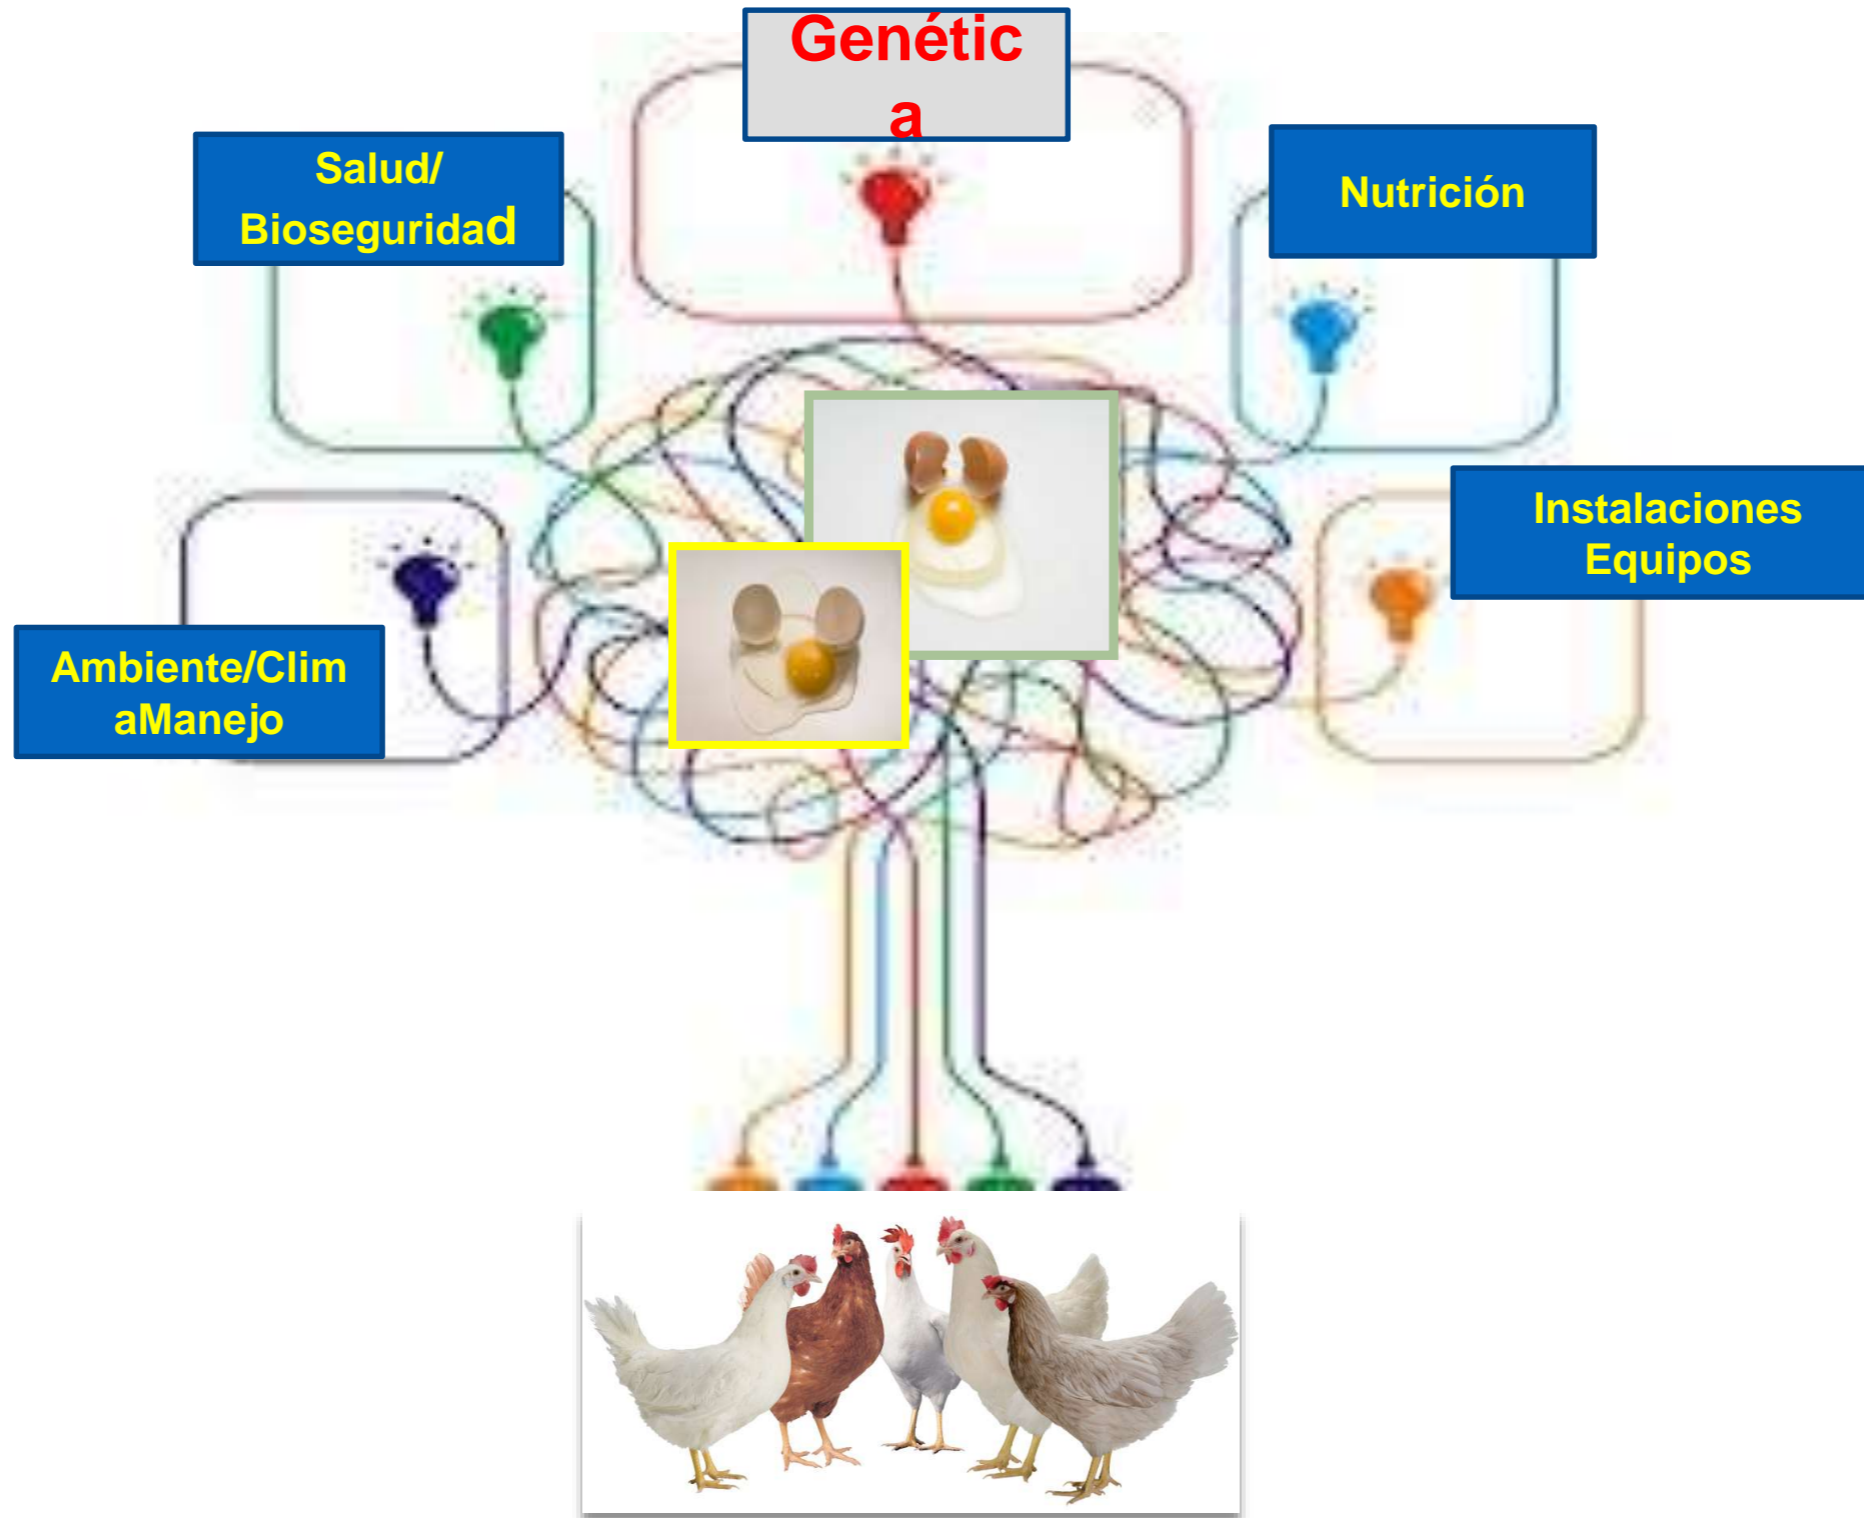 Genétic
a
Salud/
Bioseguridad
Nutrición
Instalaciones
Equipos
Ambiente/Clim
aManejo